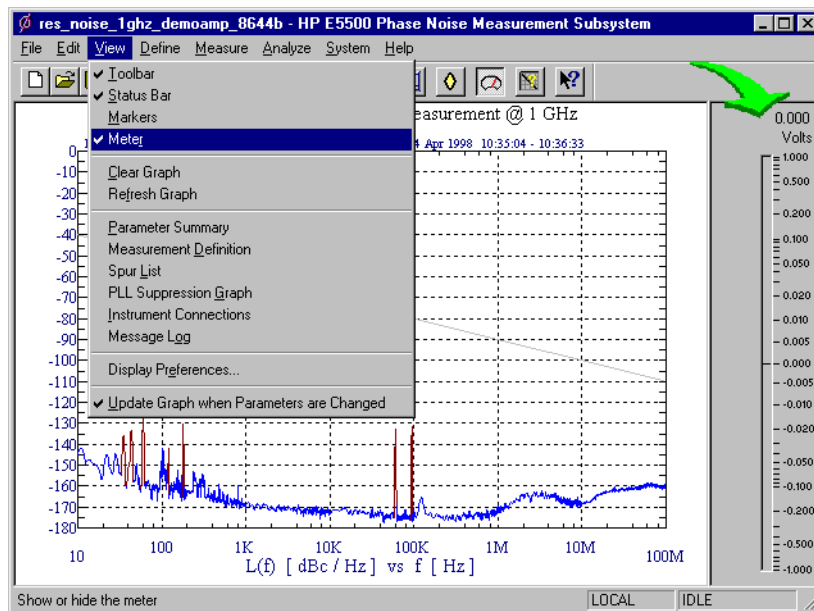 res_noise_1ghz_demoamp_8644b - HP E5500 Phase Noise Measurement Subsystem
File Edit View Define Measure Analyze System Help
Toolbar
Status Bar
Markers
Meter
Clear Graph
Refresh Graph
Parameter Summary
Measurement Definition
Spur List
PLL Suppression Graph
Instrument Connections
Message Log
Display Preferences...
Update Graph when Parameters are Changed
easurement @ 1 GHz
Apr 1998 10:35:04 - 10:36:33
0
-10
-20
-30
-40
-50
-60
-70
-80
-90
-100
-110
-120
-130
-140
-150
-160
-170
-180
10 100 1K 10K 100K 1M 10M 100M
L(f) [ dBc / Hz ] vs f [ Hz ]
0.000
Volts
1.000
0.500
0.200
0.100
0.050
0.020
0.010
0.005
0.000
-0.005
-0.010
-0.020
-0.050
-0.100
-0.200
-0.500
-1.000
Show or hide the meter
LOCAL
IDLE